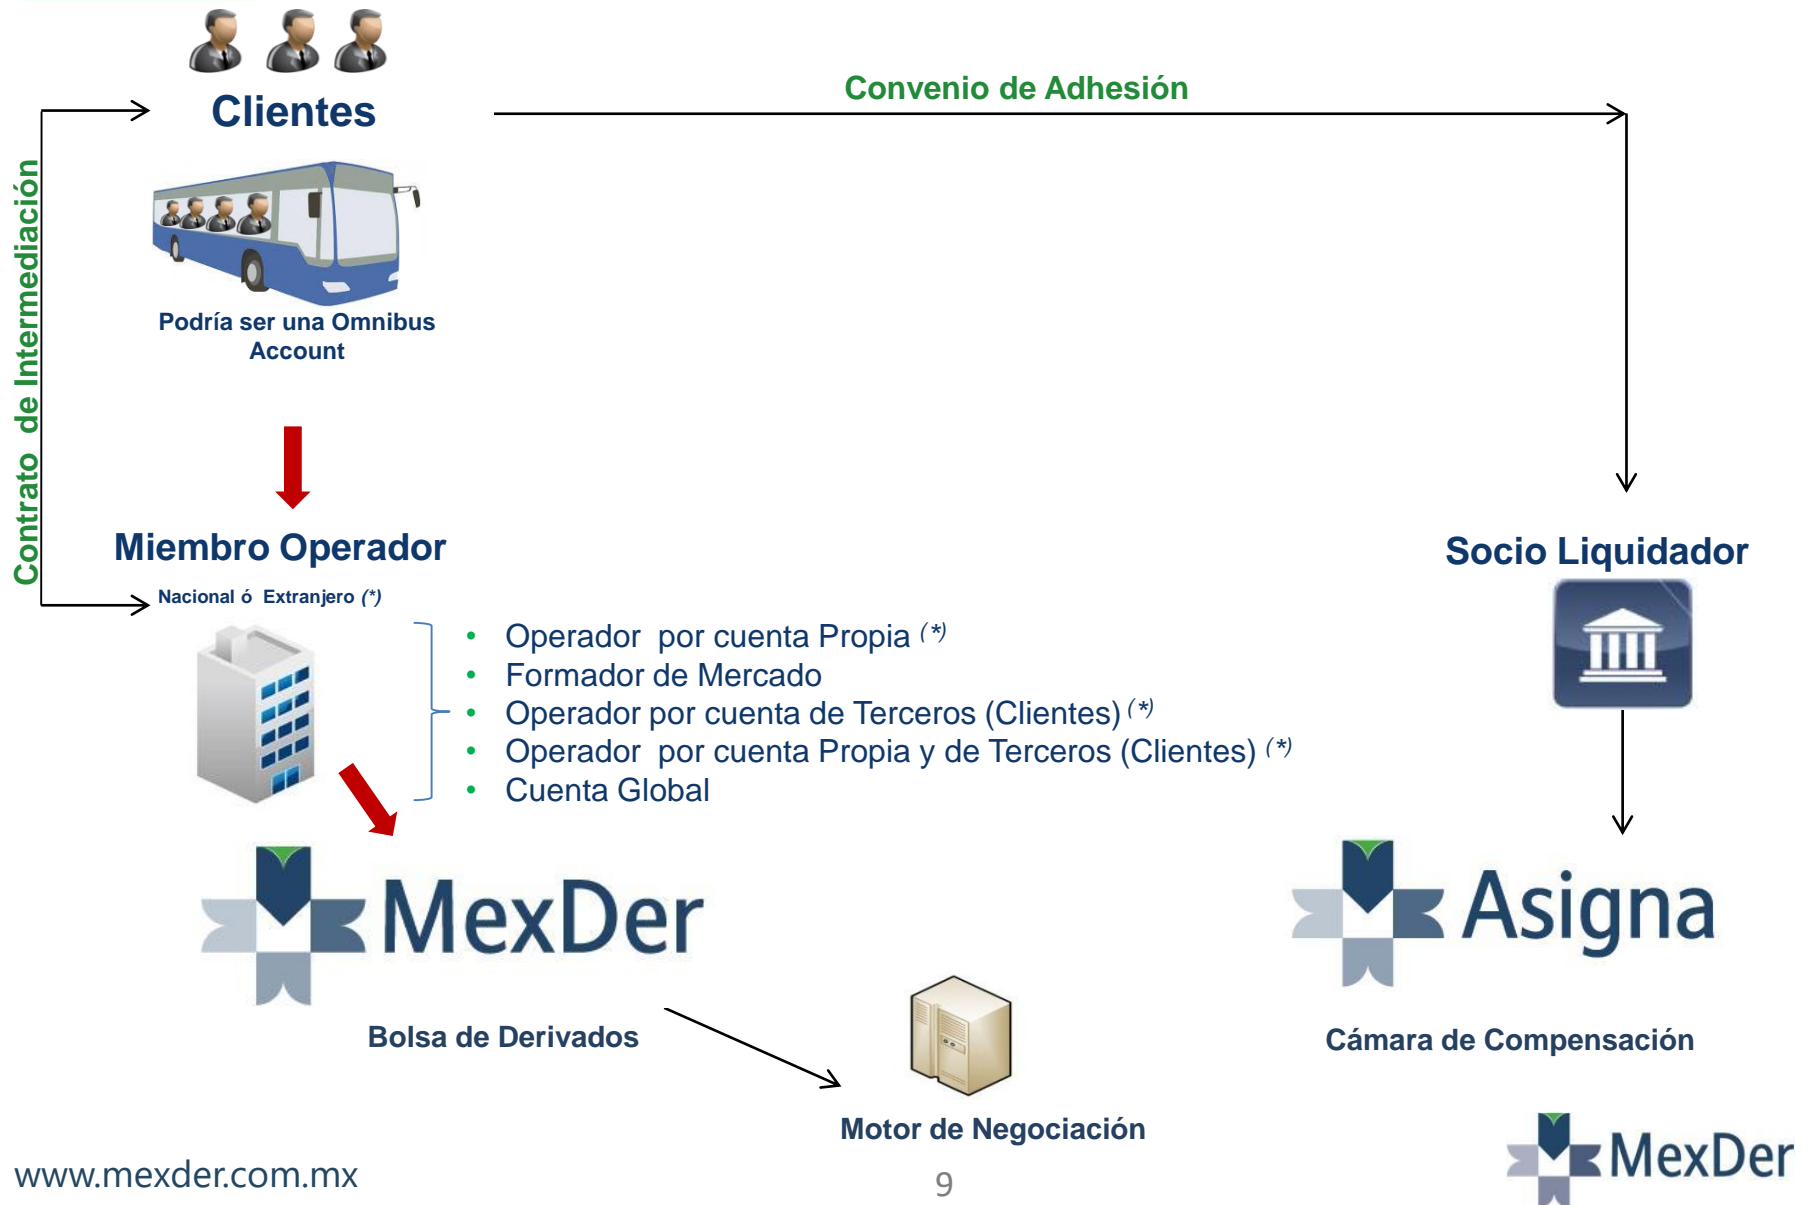 Clientes
Convenio de Adhesión
Contrato de Intermediación
Podría ser una Omnibus
Account
Miembro Operador
Nacional ó Extranjero (*)
Socio Liquidador
• Operador por cuenta Propia (*)
• Formador de Mercado
• Operador por cuenta de Terceros (Clientes) (*)
• Operador por cuenta Propia y de Terceros (Clientes) (*)
• Cuenta Global
MexDer
Asigna
Bolsa de Derivados
Cámara de Compensación
Motor de Negociación
www.mexder.com.mx
9
MexDer